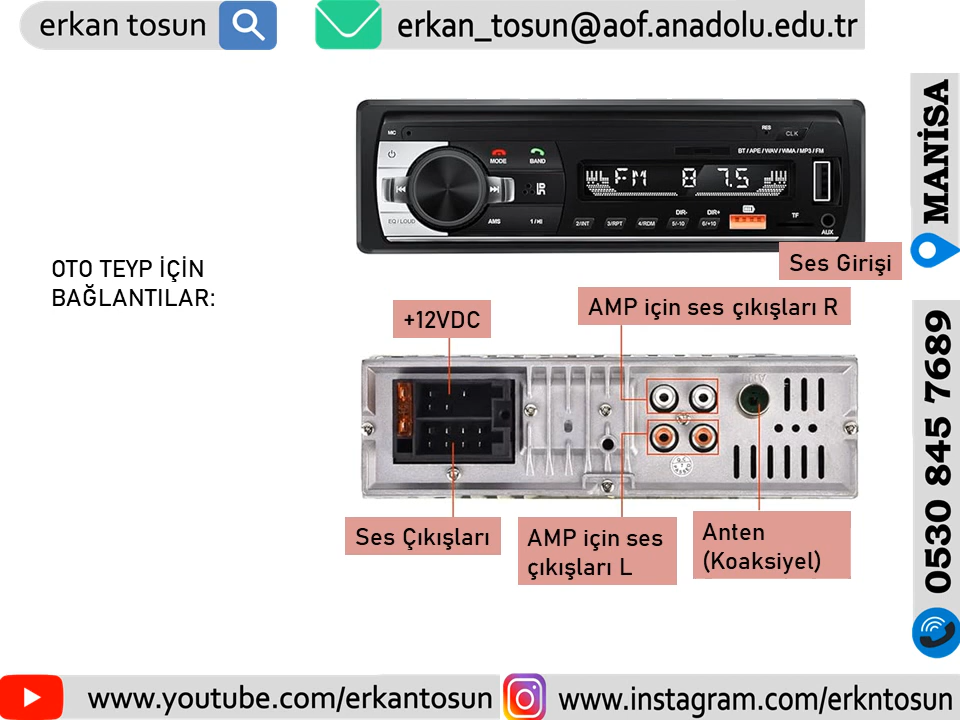 erkan tosun
erkan_tosun@aof.anadolu.edu.tr
MANİSA
0530 845 7689
OTO TEYP İÇİN
BAĞLANTILAR:
MIC
RES
CLK
MODE
BAND
BT / APE / WAV / WMA / MP3 / FM
FM 8 7.5
EQ / LOUD
AMS
1 / HI
2/INT
3/RPT
4/RDM
DIR-
5/-10
DIR+
6/+10
TF
AUX
Ses Girişi
+12VDC
AMP için ses çıkışları R
Ses Çıkışları
AMP için ses
çıkışları L
Anten
(Koaksiyel)
www.youtube.com/erkantosun
www.instagram.com/erkntosun